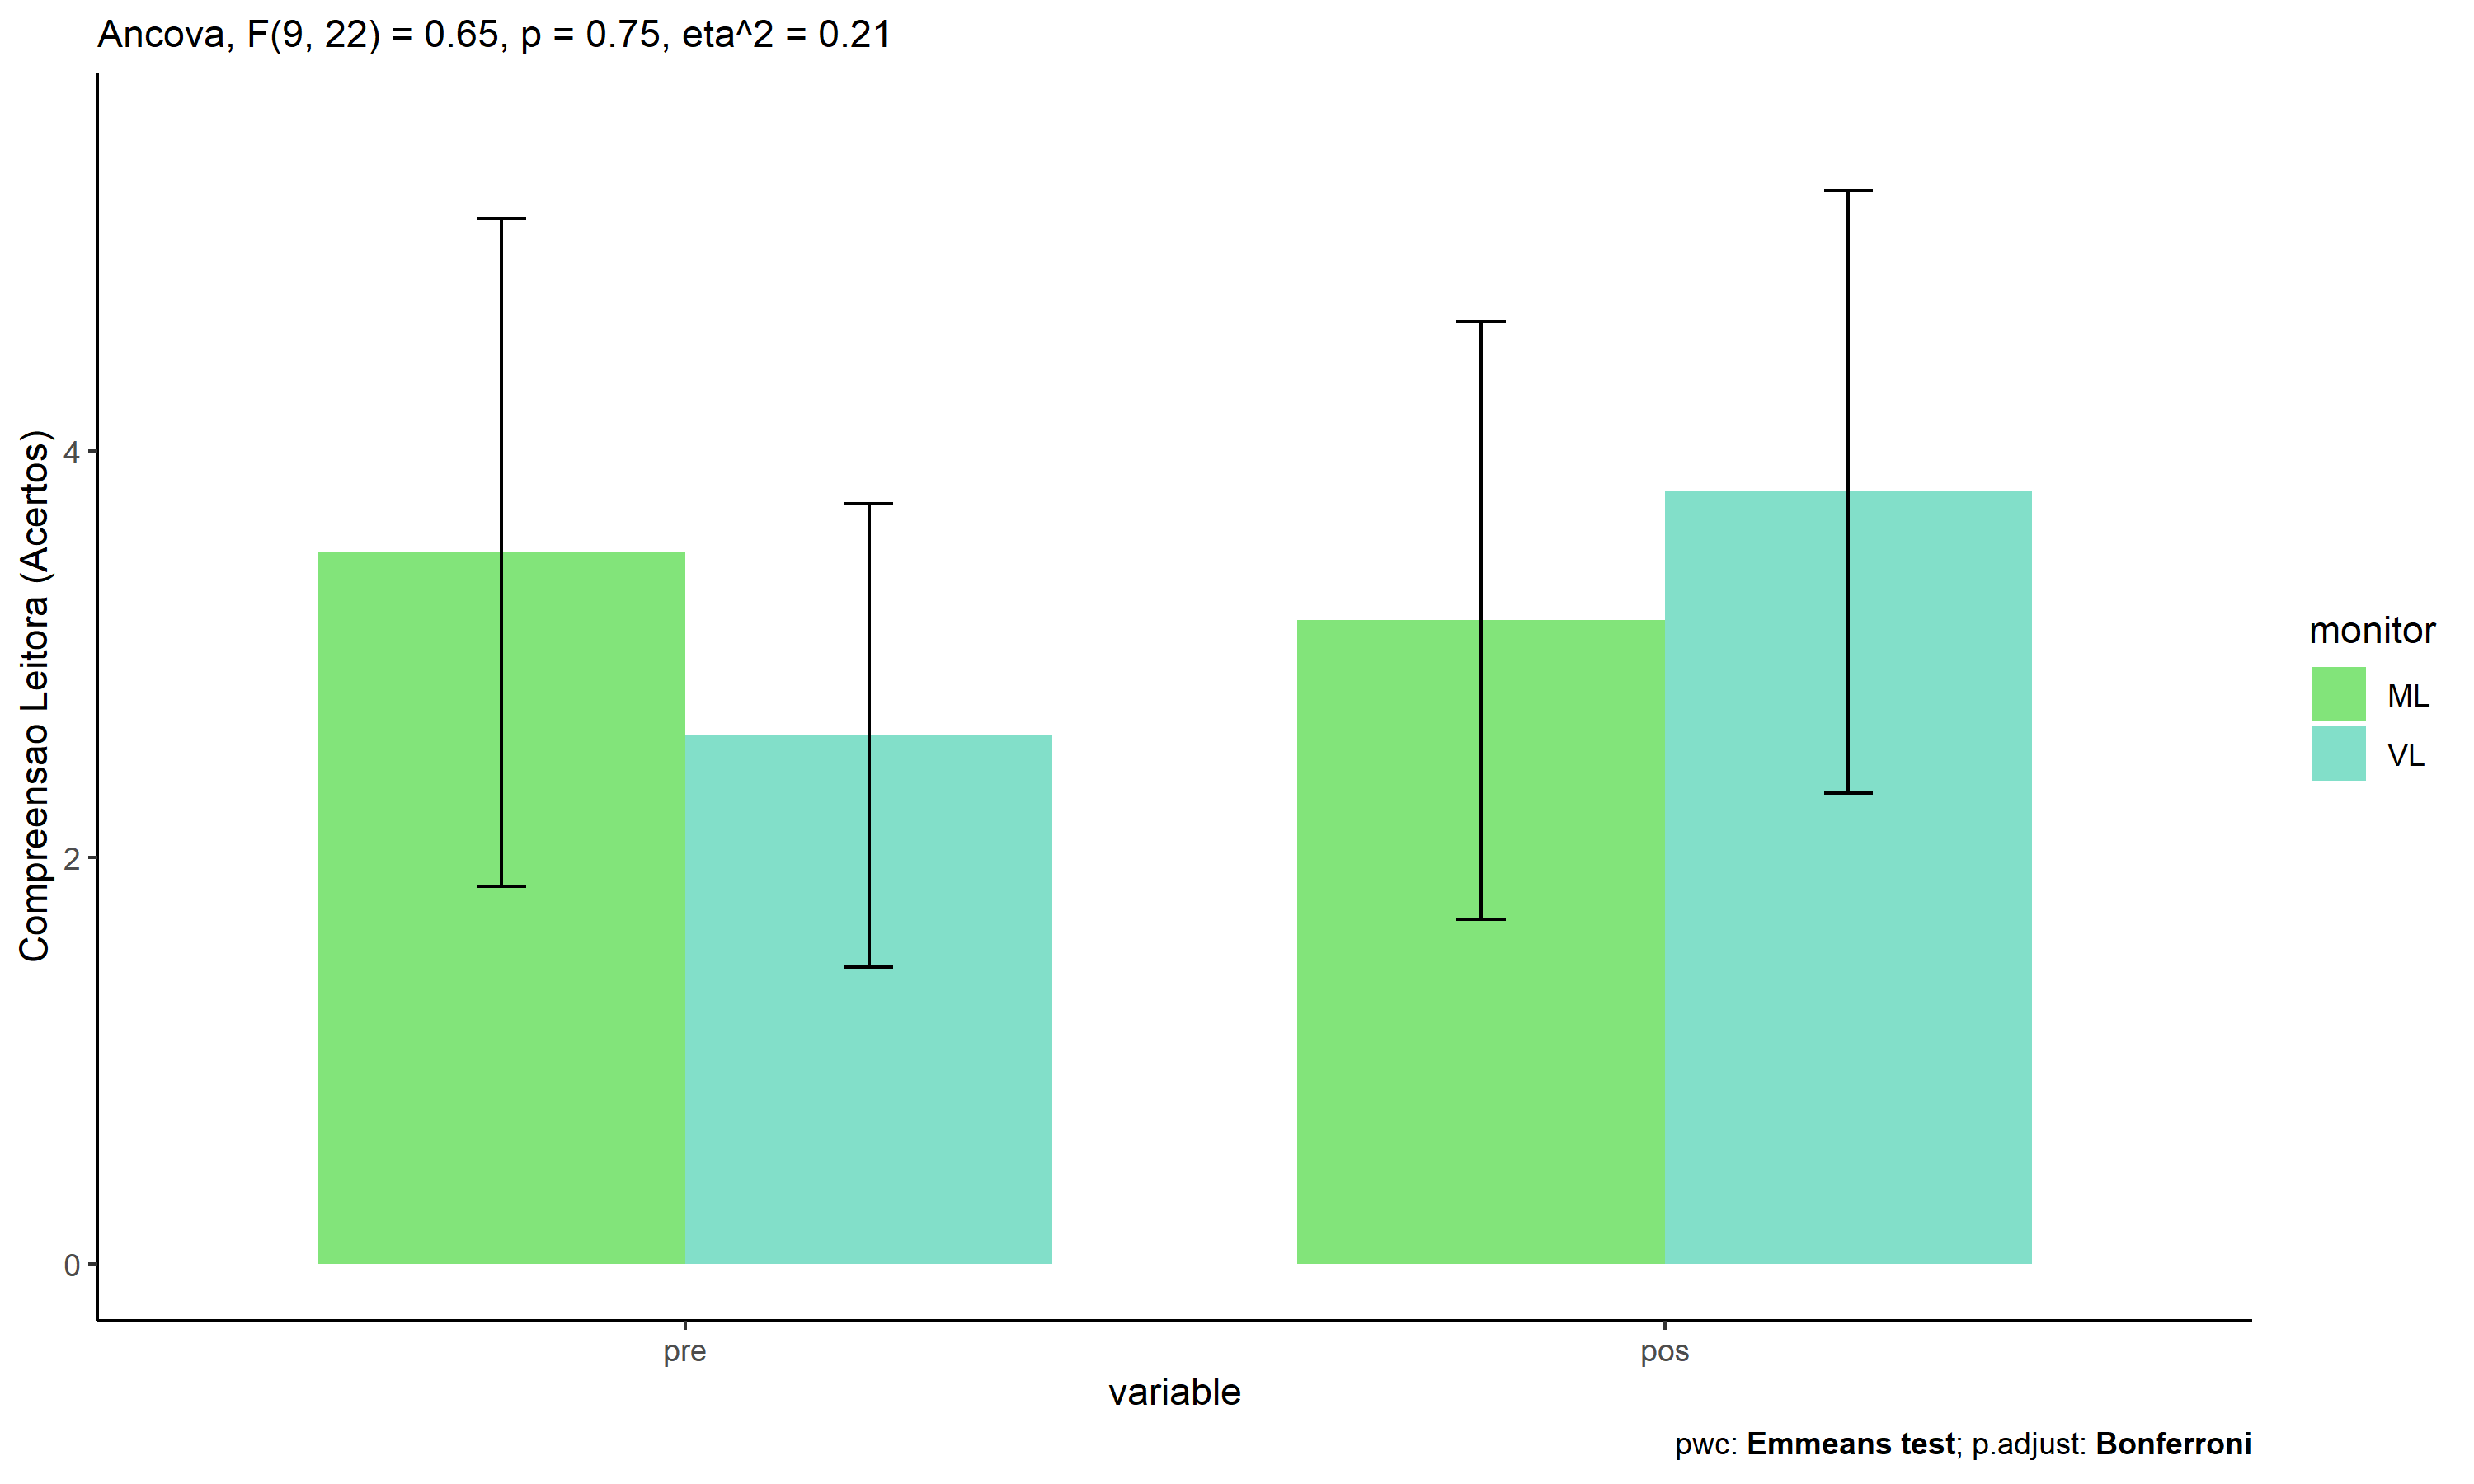 Ancova, F(9, 22) = 0.65, p = 0.75, eta^2 = 0.21
Compreensao Leitora (Acertos)
4
2
0
pre
pos
variable
monitor
ML
VL
pwc: Emmeans test; p.adjust: Bonferroni